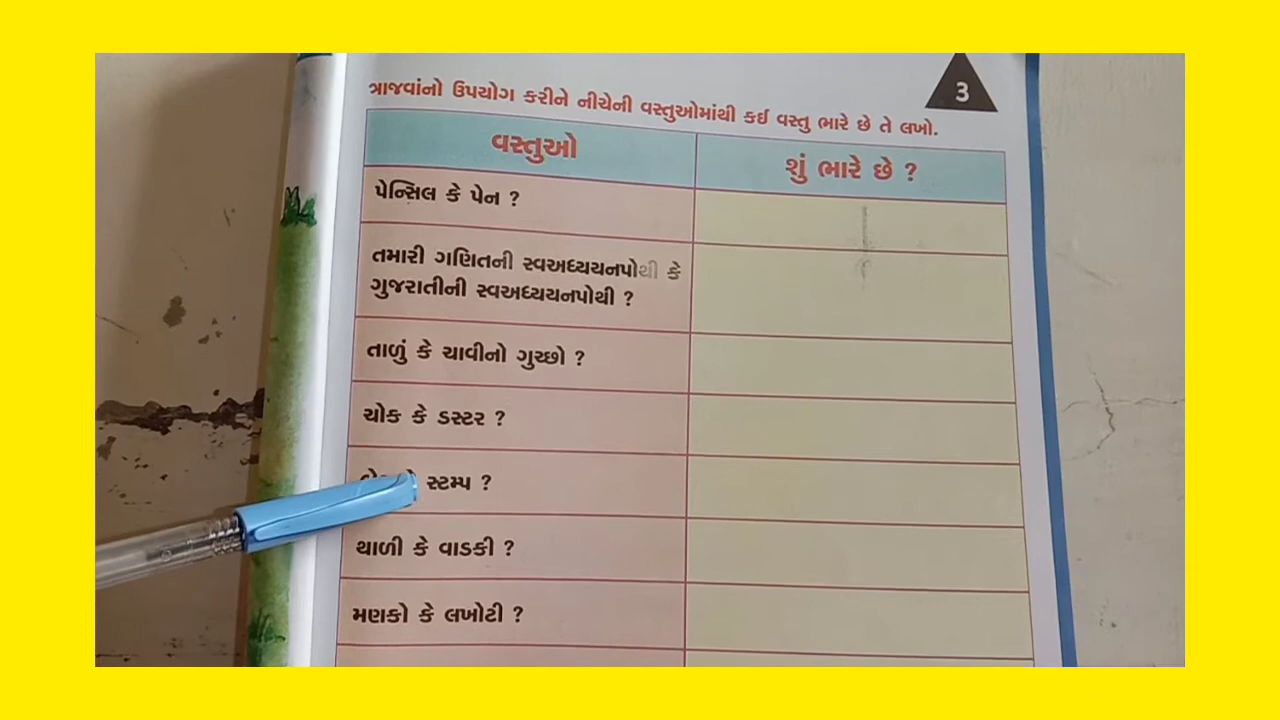 3
ત્રાજવાંનો ઉપયોગ કરીને નીચેની વસ્તુઓમાંથી કઈ વસ્તુ ભારે છે તે લખો.
વસ્તુઓ
શું ભારે છે ?
પેન્સિલ કે પેન ?
તમારી ગણિતની સ્વઅધ્યયનપોથી કે
ગુજરાતીની સ્વઅધ્યયનપોથી ?
તાળું કે ચાવીનો ગુચ્છો ?
ચોક કે ડસ્ટર ?
સ્ટમ્પ ?
થાળી કે વાડકી ?
મણકો કે લખોટી ?